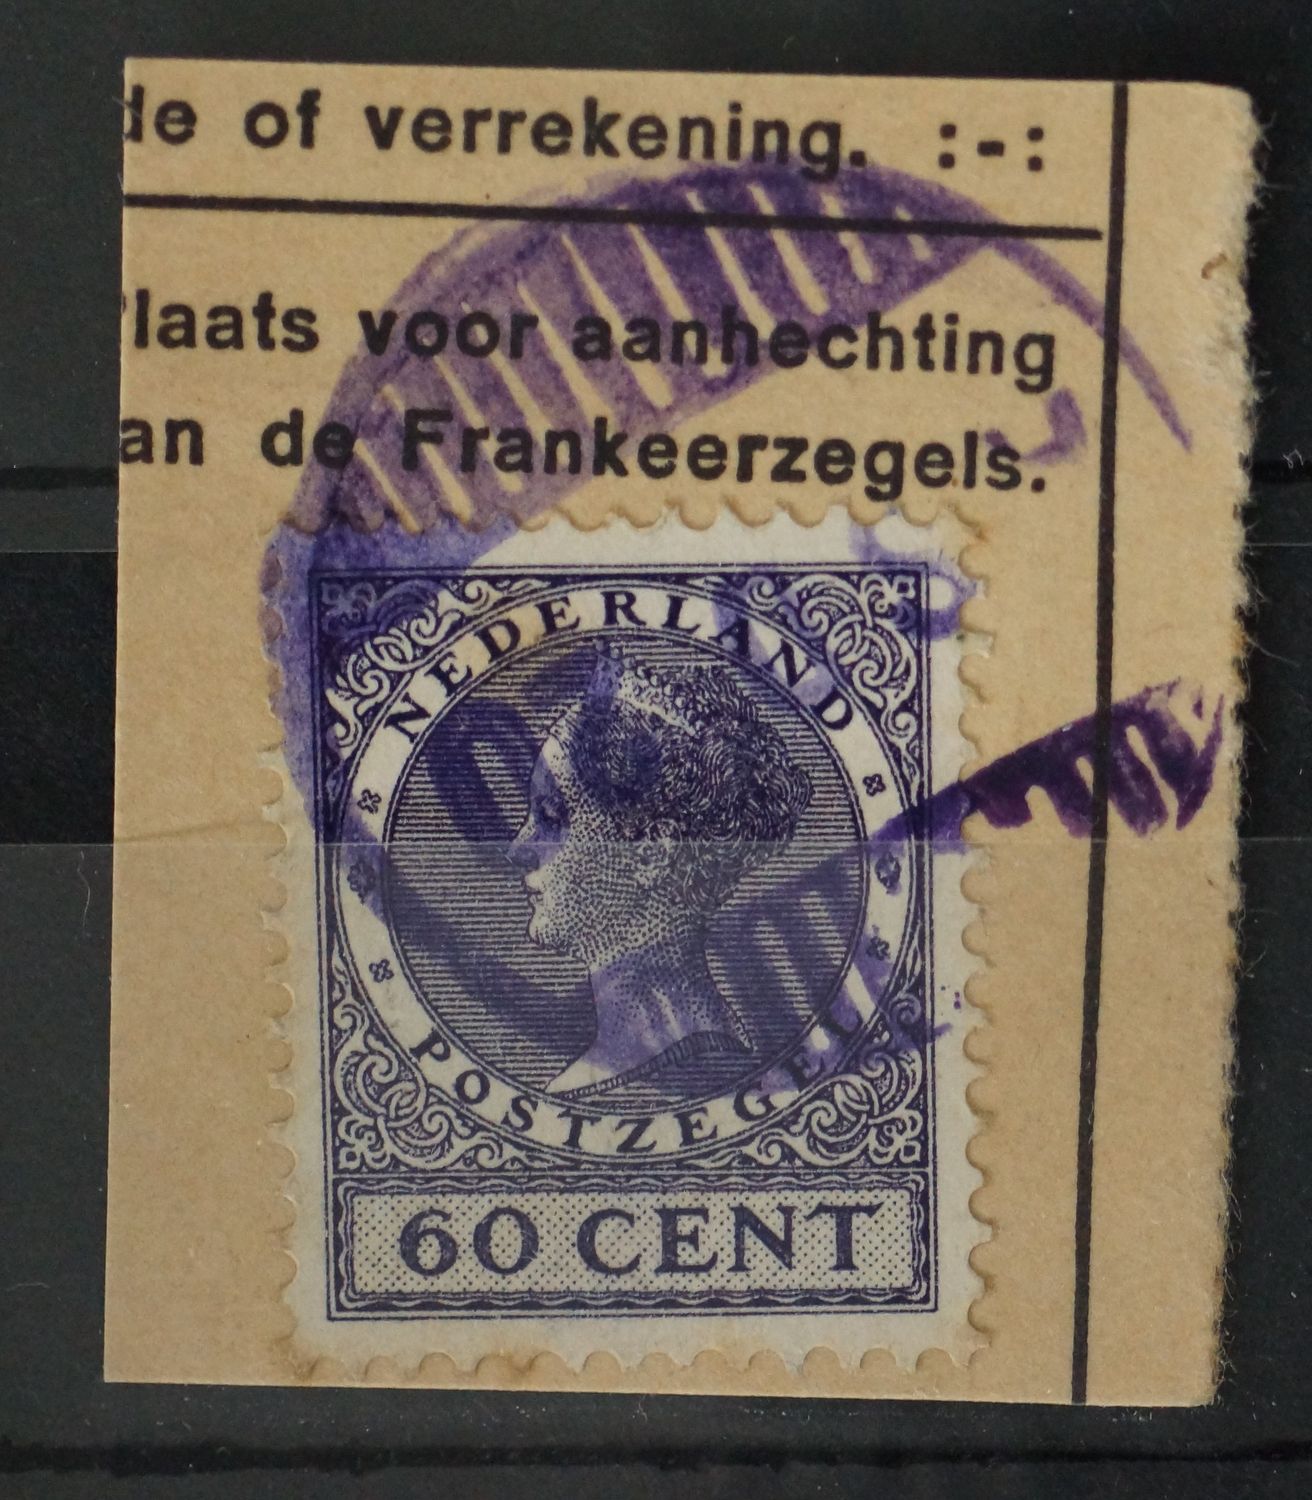 de of verrekening. :-:
laats voor aanhechting
an de Frankeerzegels.
NEDERLAND
POSTZEGEL
60 CENT